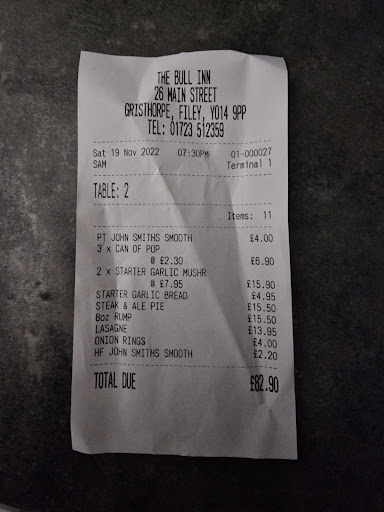 THE BULL INN
26 MAIN STREET
GRISTHORPE, FILEY, YO14 9PP
TEL: 01723 512359
Sat 19 Nov 2022 07:30PM 01-000027
SAM Terminal 1
TABLE: 2
Items: 11
PT JOHN SMITHS SMOOTH £4.00
3 x CAN OF POP
@ £2.30 £6.90
2 x STARTER GARLIC MUSHR
@ £7.95 £15.90
STARTER GARLIC BREAD £4.95
STEAK & ALE PIE £15.50
8oz RUMP £15.50
LASAGNE £13.95
ONION RINGS £4.00
HF JOHN SMITHS SMOOTH £2.20
TOTAL DUE £82.90